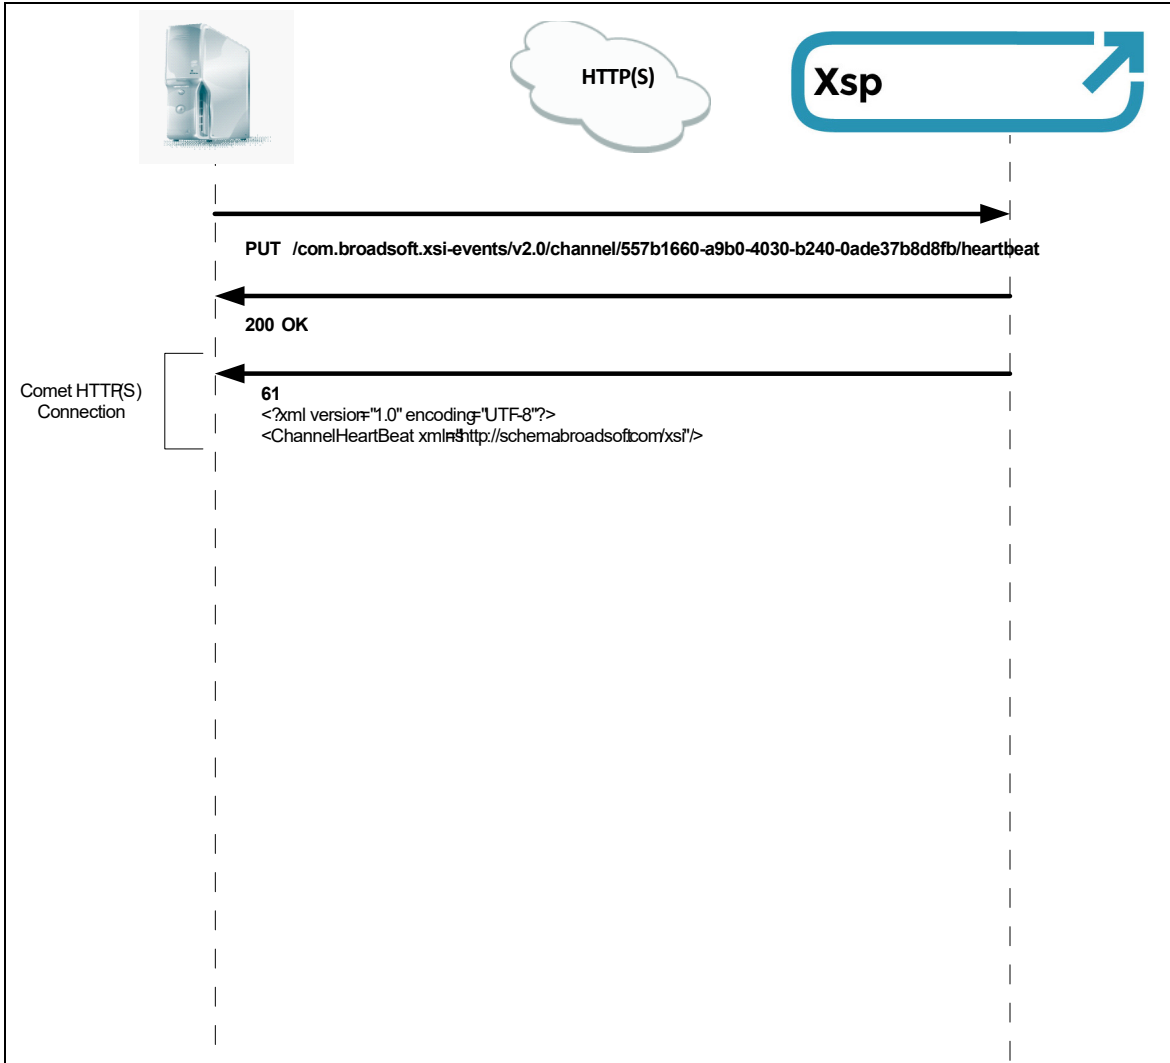 HTTP(S)
Xsp
PUT /com.broadsoft.xsi-events/v2.0/channel/557b1660-a9b0-4030-b240-0ade37b8d8fb/heartbeat
200 OK
Comet HTTP(S)
Connection
61
<?xml version="1.0" encoding="UTF-8"?>
<ChannelHeartBeat xmlns="http://schema.broadsoft.com/xsi"/>